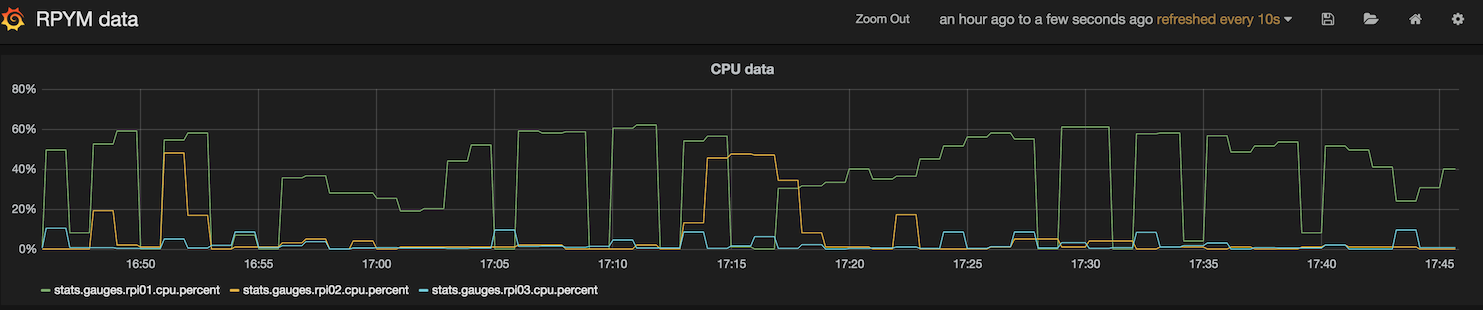 RPYM data Zoom Out an hour ago to a few seconds ago refreshed every 10s
CPU data
80%
60%
40%
20%
0%
16:50 16:55 17:00 17:05 17:10 17:15 17:20 17:25 17:30 17:35 17:40 17:45
stats.gauges.rpi01.cpu.percent stats.gauges.rpi02.cpu.percent stats.gauges.rpi03.cpu.percent